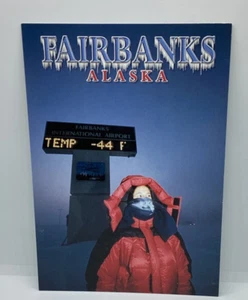 FAIRBANKS
ALASKA
FAIRBANKS
INTERNATIONAL AIRPORT
TEMP -44 F